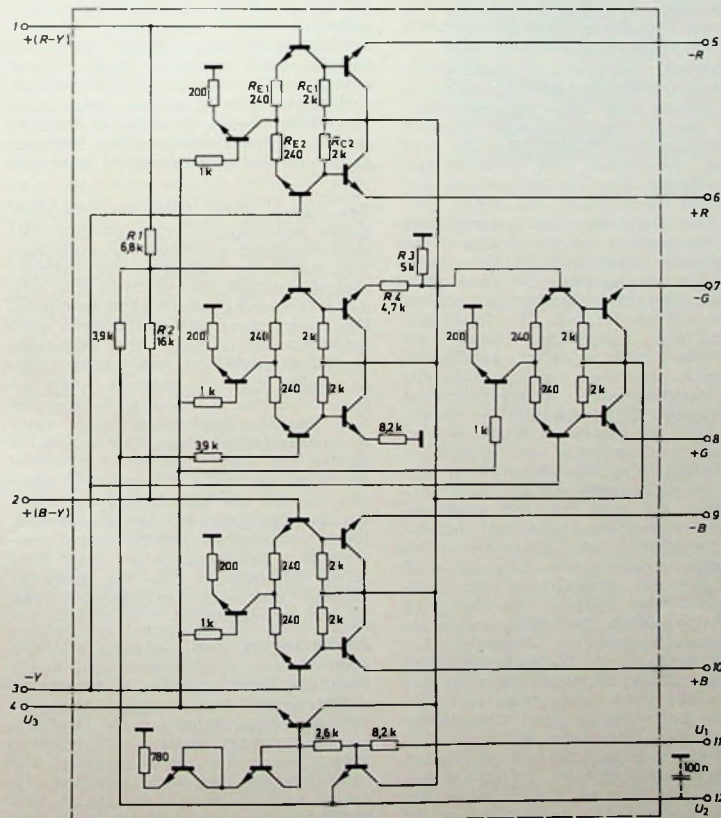 1
+(R-Y)
5
-R
200
RE1
240
RC1
2k
RE2
240
RC2
2k
1k
6
+R
R1
6,8k
R3
5k
7
-G
R4
4,7k
3,9k
R2
16k
200
240
2k
200
240
2k
1k
240
2k
240
2k
8,2k
1k
3,9k
8
+G
2
+(B-Y)
9
-B
200
240
2k
1k
240
2k
-Y
3
10
+B
4
U3
2,6k
8,2k
U1
11
780
100n
12
U2